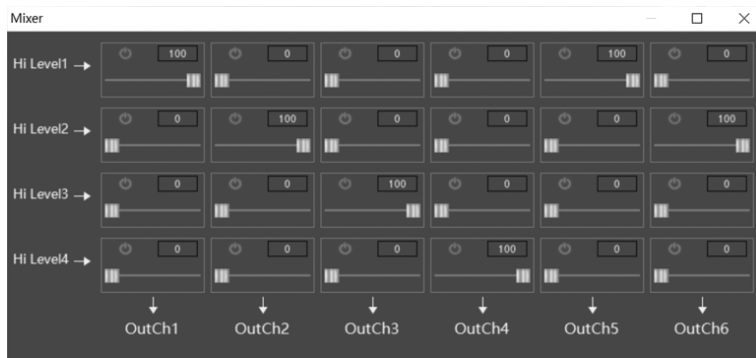 Mixer
Hi Level1 → 100 0 0 0 100 0
Hi Level2 → 0 100 0 0 0 100
Hi Level3 → 0 0 100 0 0 0
Hi Level4 → 0 0 0 100 0 0
OutCh1 OutCh2 OutCh3 OutCh4 OutCh5 OutCh6